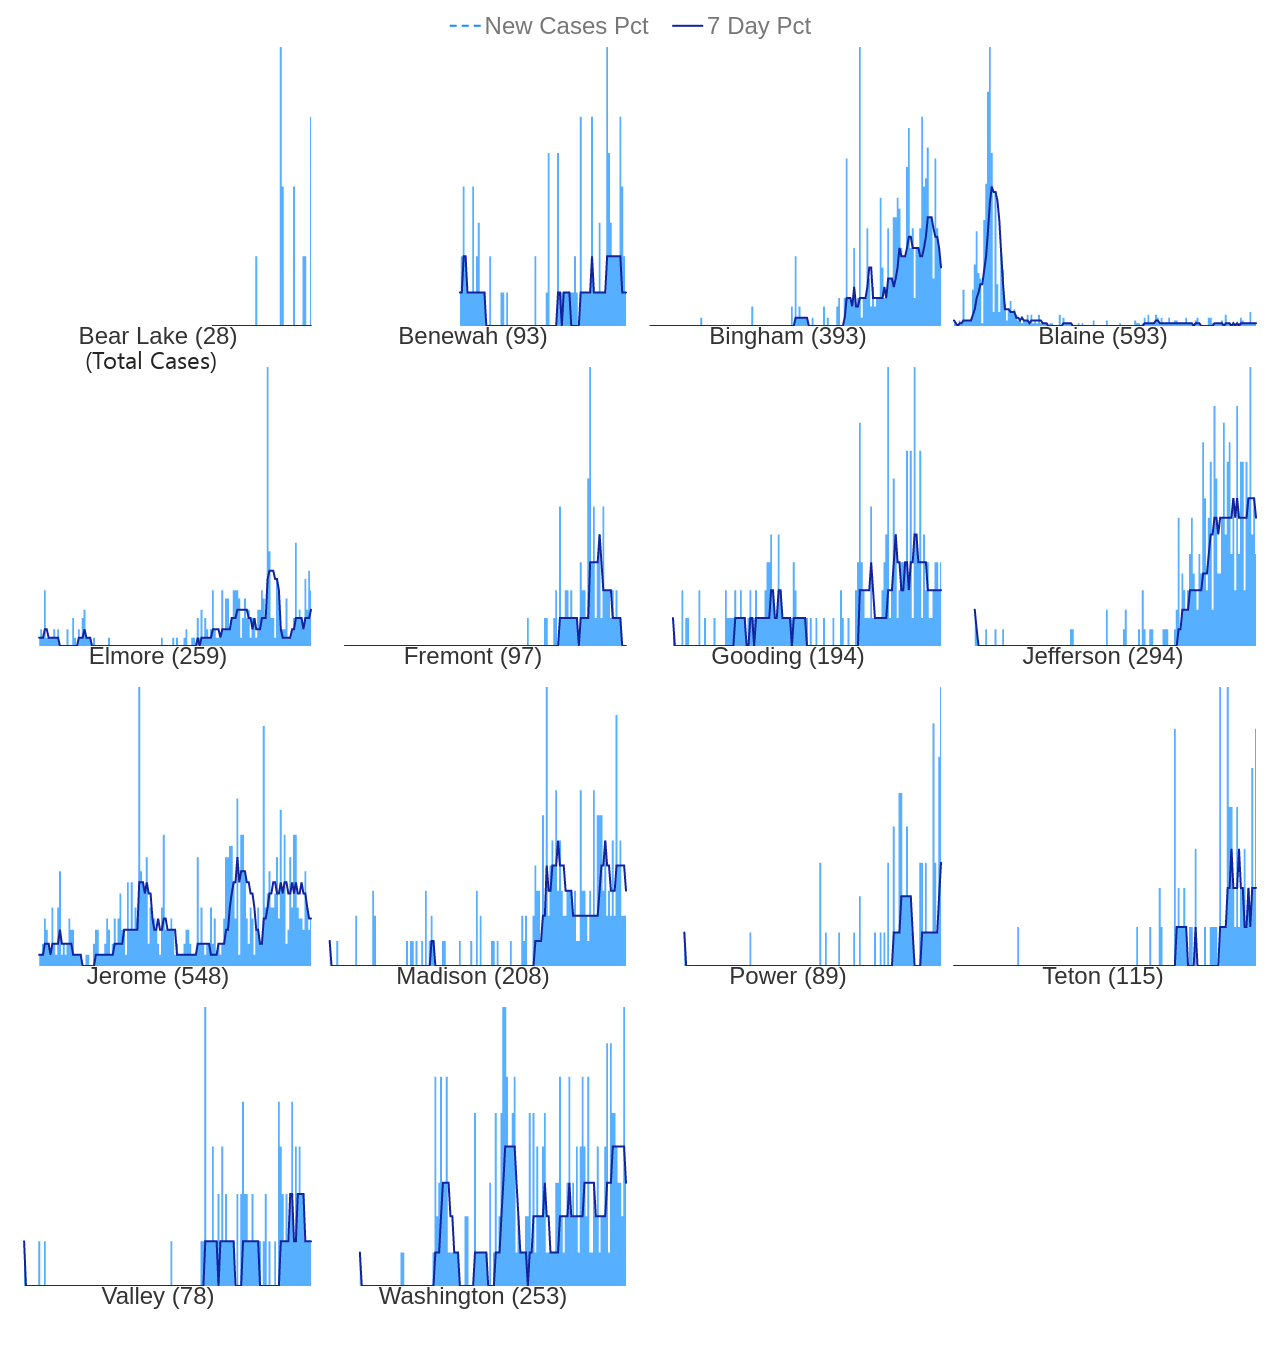 New Cases Pct 7 Day Pct
Bear Lake (28) Benewah (93) Bingham (393) Blaine (593)
(Total Cases)
Elmore (259) Fremont (97) Gooding (194) Jefferson (294)
Jerome (548) Madison (208) Power (89) Teton (115)
Valley (78) Washington (253)